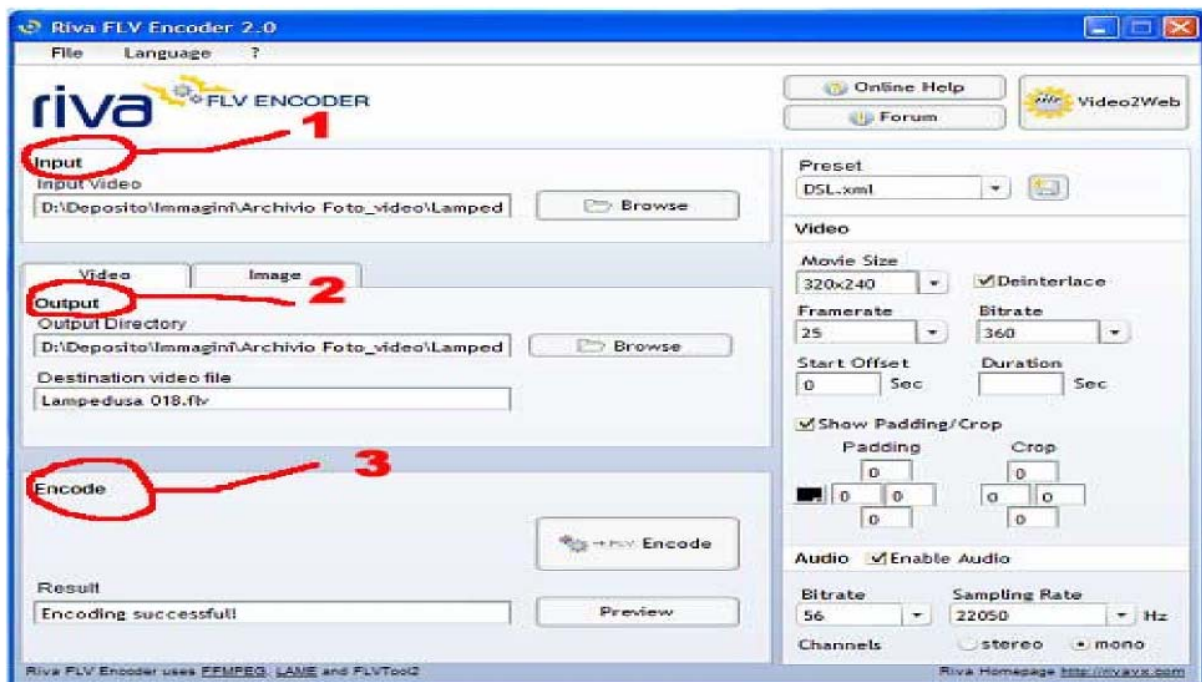 Riva FLV Encoder 2.0
File Language ?
riva FLV ENCODER
Online Help
Forum
Video2Web
1
Input
Input Video
D:\Deposito\Immagini\Archivio Foto_video\Lamped
Browse
Video Image
2
Output
Output Directory
D:\Deposito\Immagini\Archivio Foto_video\Lamped
Browse
Destination video file
Lampedusa 018.flv
3
Encode
FLV Encode
Result
Encoding successfull
Preview
Preset
DSL.xml
Video
Movie Size
320x240 Deinterlace
Framerate Bitrate
25 360
Start Offset Duration
0 Sec Sec
Show Padding/Crop
Padding Crop
0 0
0 0 0 0
0 0
Audio Enable Audio
Bitrate Sampling Rate
56 22050 Hz
Channels stereo mono
Riva FLV Encoder uses FFMPEG, LAME and FLVTool2
Riva Homepage http://rivavx.com